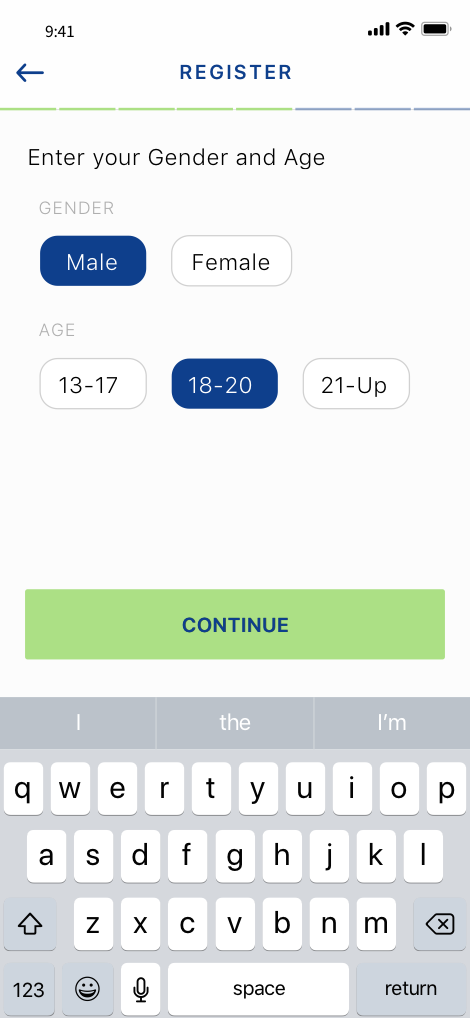 9:41
REGISTER
Enter your Gender and Age
GENDER
Male Female
AGE
13-17 18-20 21-Up
CONTINUE
I the I'm
q w e r t y u i o p
a s d f g h j k l
z x c v b n m
123 space return